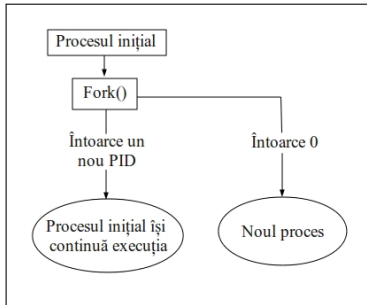 Procesul inițial
Fork()
Întoarce un
nou PID
Întoarce 0
Procesul inițial își
continuă execuția
Noul proces